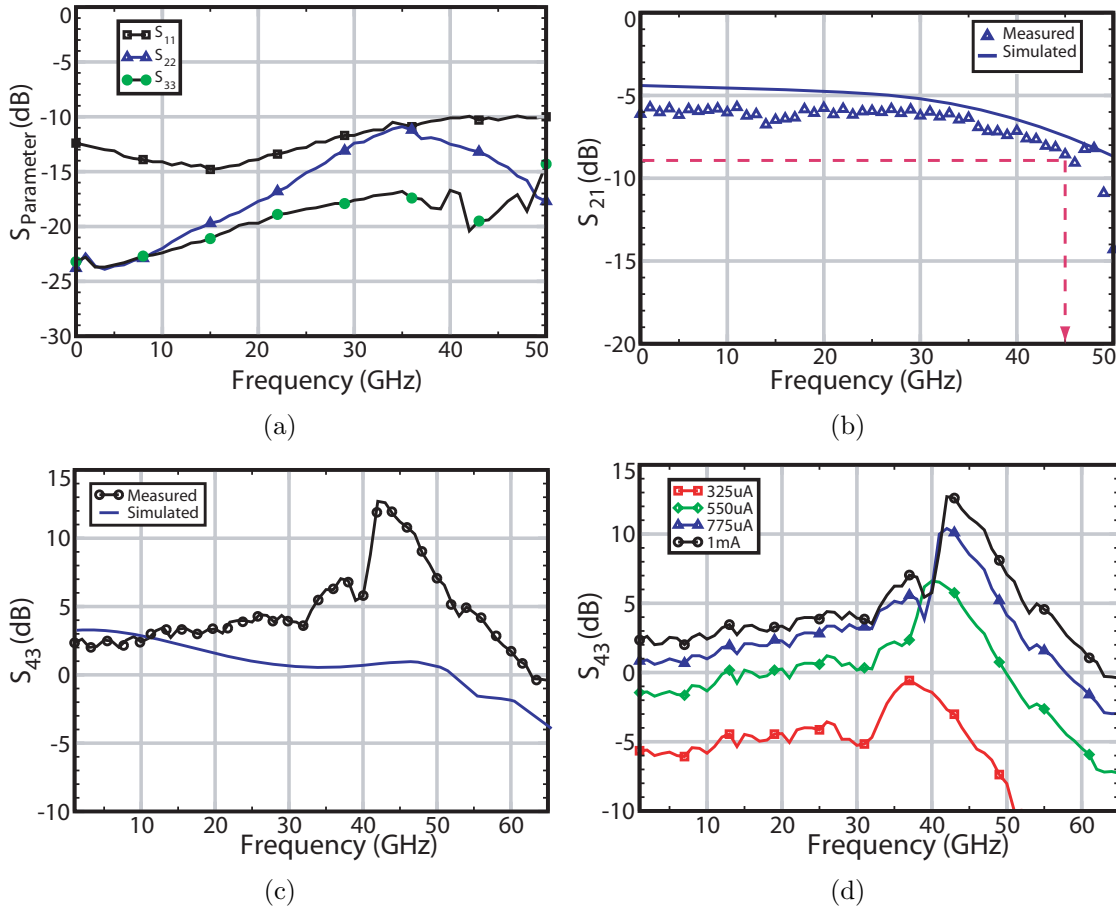 0
-5
-10
-15
-20
-25
-30
S11
S22
S33
SParameter (dB)
0 10 20 30 40 50
Frequency (GHz)
(a)
0
-5
-10
-15
-20
Measured
Simulated
S21 (dB)
0 10 20 30 40 50
Frequency (GHz)
(b)
15
10
5
0
-5
-10
Measured
Simulated
S43 (dB)
10 20 30 40 50 60
Frequency (GHz)
(c)
15
10
5
0
-5
-10
325uA
550uA
775uA
1mA
S43 (dB)
10 20 30 40 50 60
Frequency (GHz)
(d)